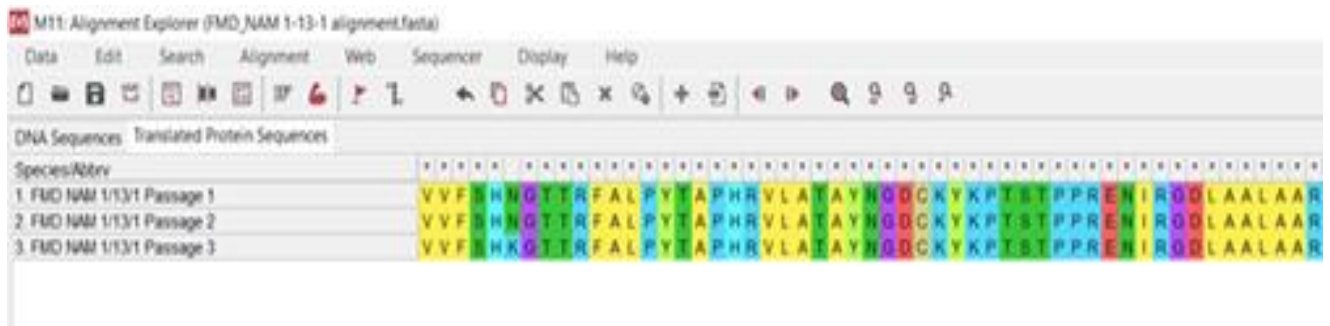 M11: Alignment Explorer (FMD_NAM 1-13-1 alignment.fasta)
Data Edit Search Alignment Web Sequencer Display Help
DNA Sequences Translated Protein Sequences
Species/Abbrv * * * * * * * * * * * * * * * * * * * * * * * * * * * * * * * * * * * * * * * * * * * * * * * * * * * *
1. FMD NAM 1/13/1 Passage 1 V V F S H N G T T R F A L P Y T A P H R V L A T A Y N G D C K Y K P T S T P P R E N I R G D L A A L A A R
2. FMD NAM 1/13/1 Passage 2 V V F S H N G T T R F A L P Y T A P H R V L A T A Y N G D C K Y K P T S T P P R E N I R G D L A A L A A R
3. FMD NAM 1/13/1 Passage 3 V V F S H K G T T R F A L P Y T A P H R V L A T A Y N G D C K Y K P T S T P P R E N I R G D L A A L A A R